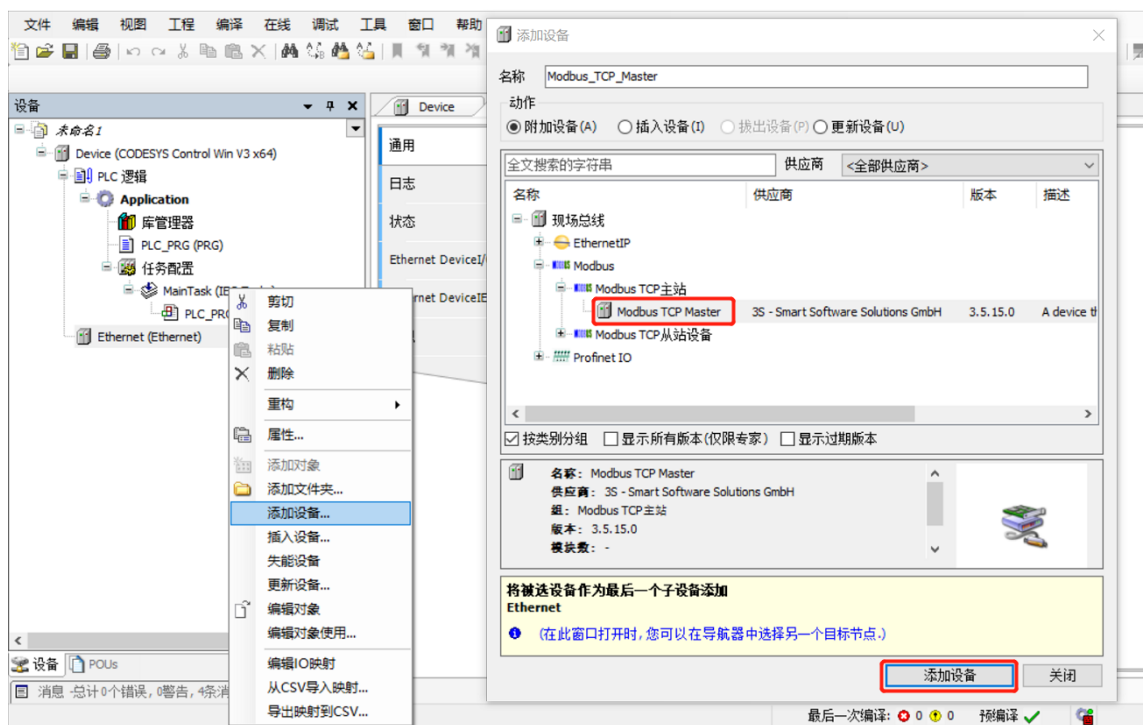 文件 编辑 视图 工程 编译 在线 调试 工具 窗口 帮助
设备
未命名1
Device (CODESYS Control Win V3 x64)
PLC 逻辑
Application
库管理器
PLC_PRG (PRG)
任务配置
MainTask
Ethernet (Ethernet)
设备 POUs
消息 -总计0个错误, 0警告, 4条消
Device
通用
日志
状态
Ethernet DeviceI/
剪切
复制
粘贴
删除
重构
属性...
添加对象
添加文件夹...
添加设备...
插入设备...
失能设备
更新设备...
编辑对象
编辑对象使用...
编辑IO映射
从CSV导入映射...
导出映射到CSV...
添加设备
名称 Modbus_TCP_Master
动作
附加设备(A) 插入设备(I) 拔出设备(P) 更新设备(U)
全文搜索的字符串 供应商 <全部供应商>
名称 供应商 版本 描述
现场总线
EthernetIP
Modbus
Modbus TCP主站
Modbus TCP Master 3S - Smart Software Solutions GmbH 3.5.15.0 A device th
Modbus TCP从站设备
Profinet IO
按类别分组 显示所有版本(仅限专家) 显示过期版本
名称: Modbus TCP Master
供应商: 3S - Smart Software Solutions GmbH
组: Modbus TCP主站
版本: 3.5.15.0
模块数: -
将被选设备作为最后一个子设备添加
Ethernet
(在此窗口打开时, 您可以在导航器中选择另一个目标节点.)
添加设备 关闭
最后一次编译: 0 0 预编译